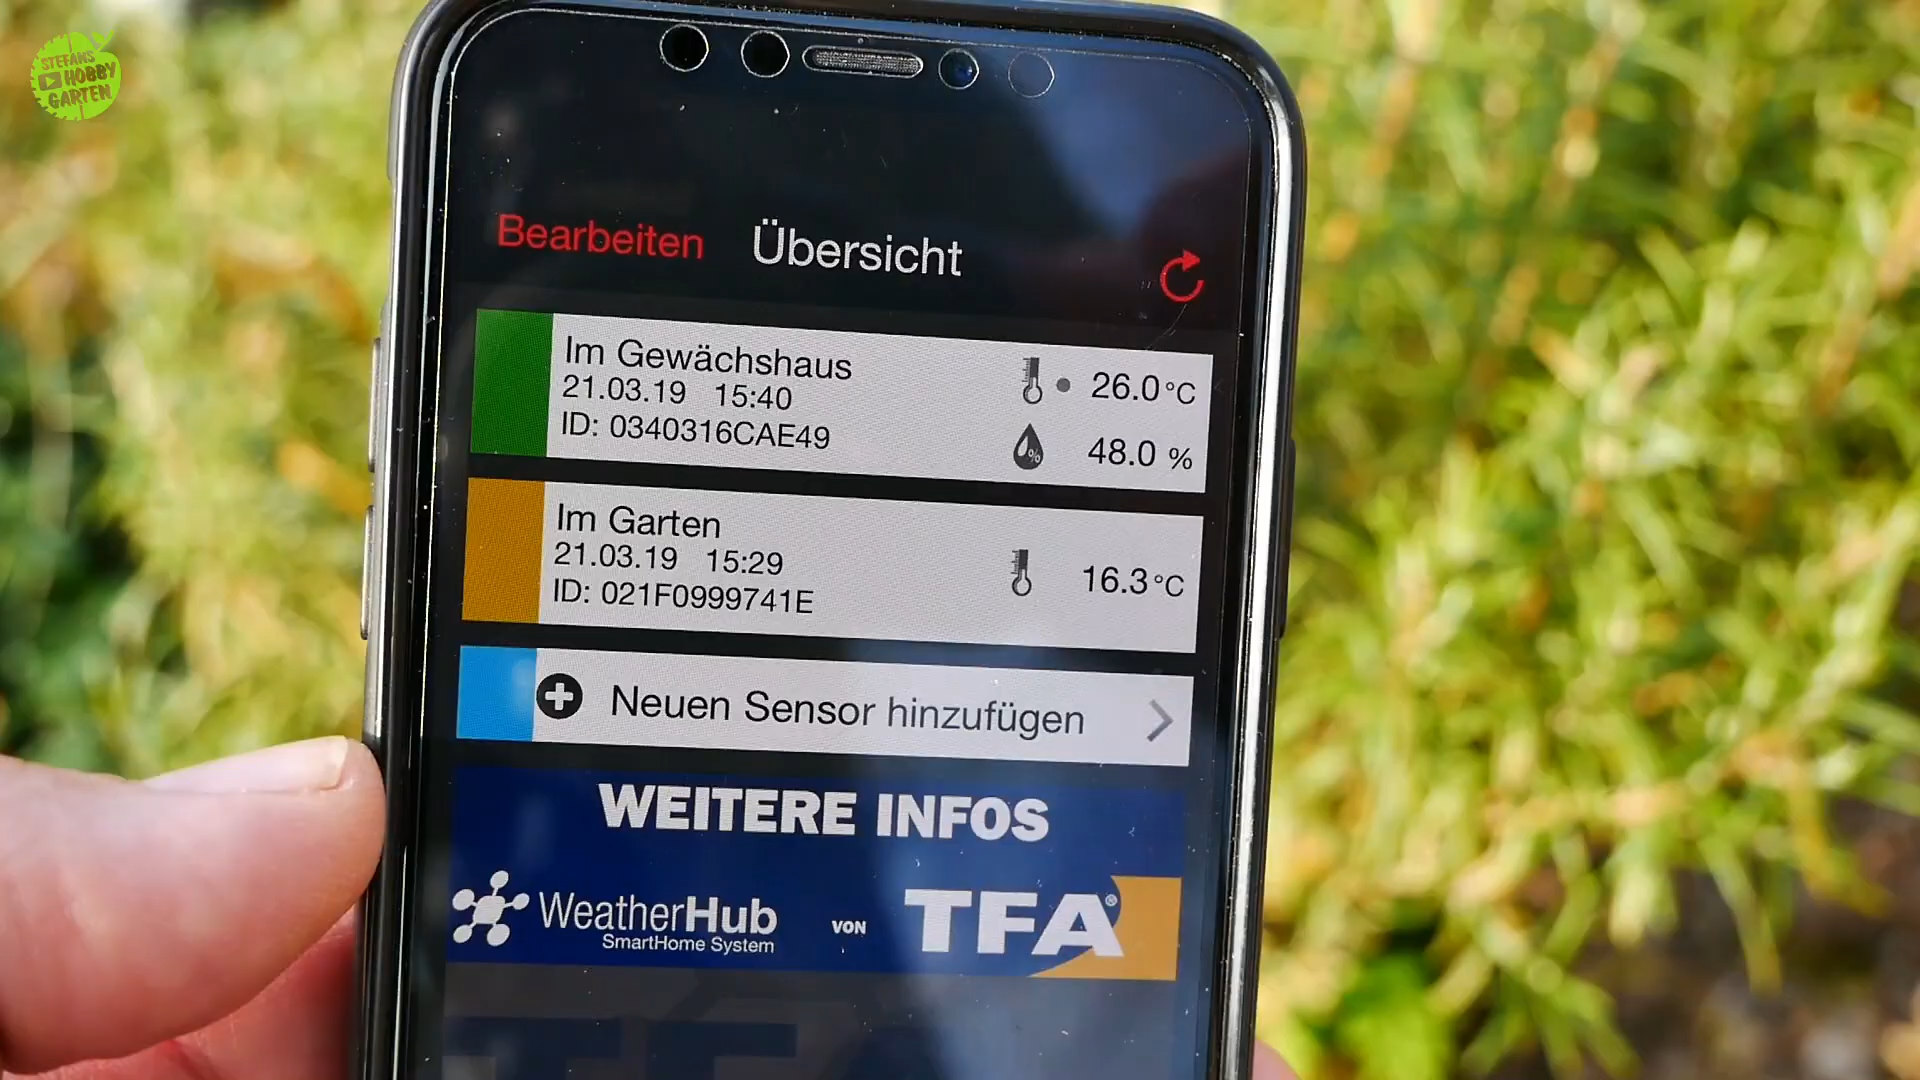 STEFANS
HOBBY
GARTEN
Bearbeiten Übersicht
Im Gewächshaus
21.03.19 15:40
ID: 0340316CAE49
26.0°C
% 48.0 %
Im Garten
21.03.19 15:29
ID: 021F0999741E
16.3°C
Neuen Sensor hinzufügen
WEITERE INFOS
WeatherHub
SmartHome System
VON
TFA®